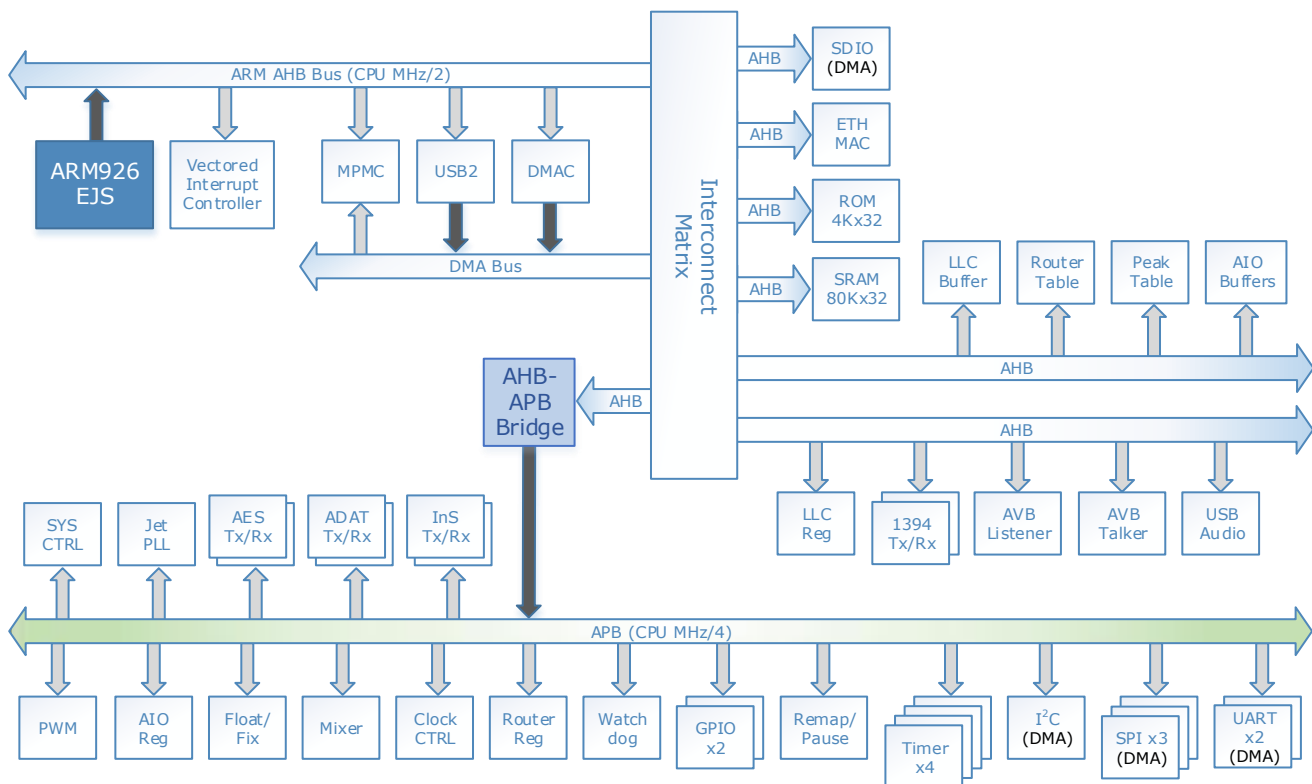 ARM AHB Bus (CPU MHz/2)
ARM926
EJS
Vectored
Interrupt
Controller
MPMC
USB2
DMAC
DMA Bus
Interconnect
Matrix
AHB
SDIO
(DMA)
AHB
ETH
MAC
AHB
ROM
4Kx32
AHB
SRAM
80Kx32
LLC
Buffer
Router
Table
Peak
Table
AIO
Buffers
AHB
AHB-
APB
Bridge
AHB
AHB
LLC
Reg
1394
Tx/Rx
AVB
Listener
AVB
Talker
USB
Audio
SYS
CTRL
Jet
PLL
AES
Tx/Rx
ADAT
Tx/Rx
InS
Tx/Rx
APB (CPU MHz/4)
PWM
AIO
Reg
Float/
Fix
Mixer
Clock
CTRL
Router
Reg
Watch
dog
GPIO
x2
Remap/
Pause
Timer
x4
I²C
(DMA)
SPI x3
(DMA)
UART
x2
(DMA)